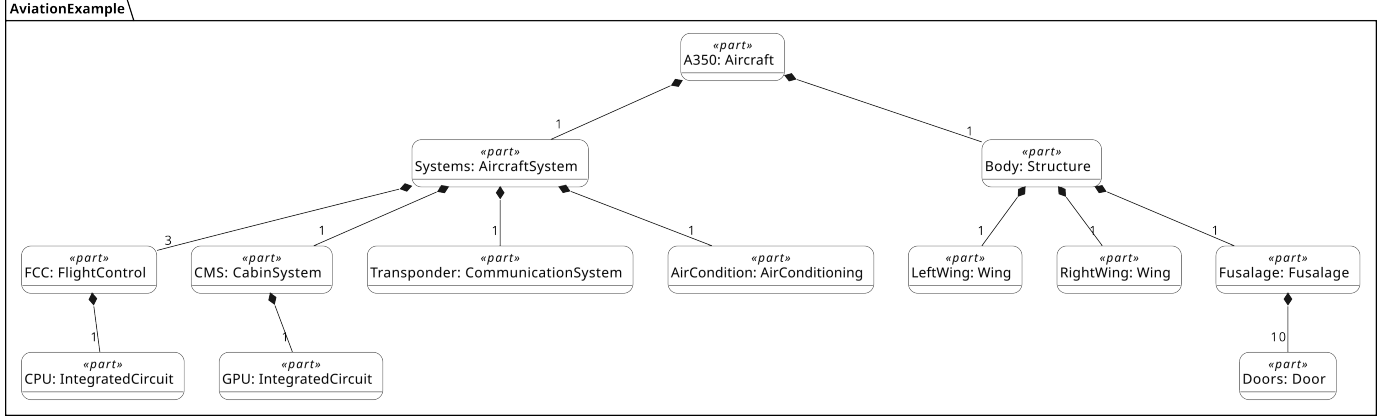 AviationExample
«part»
A350: Aircraft
1
1
«part»
Systems: AircraftSystem
«part»
Body: Structure
3
1
1
1
1
1
1
«part»
FCC: FlightControl
«part»
CMS: CabinSystem
«part»
Transponder: CommunicationSystem
«part»
AirCondition: AirConditioning
«part»
LeftWing: Wing
«part»
RightWing: Wing
«part»
Fusalage: Fusalage
1
1
10
«part»
CPU: IntegratedCircuit
«part»
GPU: IntegratedCircuit
«part»
Doors: Door